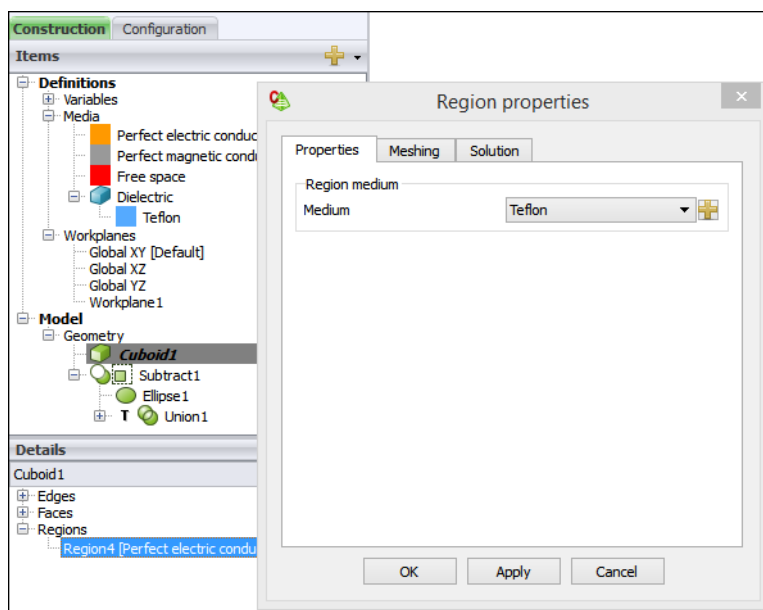 Construction
Configuration
Items
Definitions
Variables
Media
Perfect electric conduc
Perfect magnetic condu
Free space
Dielectric
Teflon
Workplanes
Global XY [Default]
Global XZ
Global YZ
Workplane1
Model
Geometry
Cuboid1
Subtract1
Ellipse1
T Union1
Details
Cuboid1
Edges
Faces
Regions
Region4 [Perfect electric condu
Region properties
Properties
Meshing
Solution
Region medium
Medium
Teflon
OK
Apply
Cancel